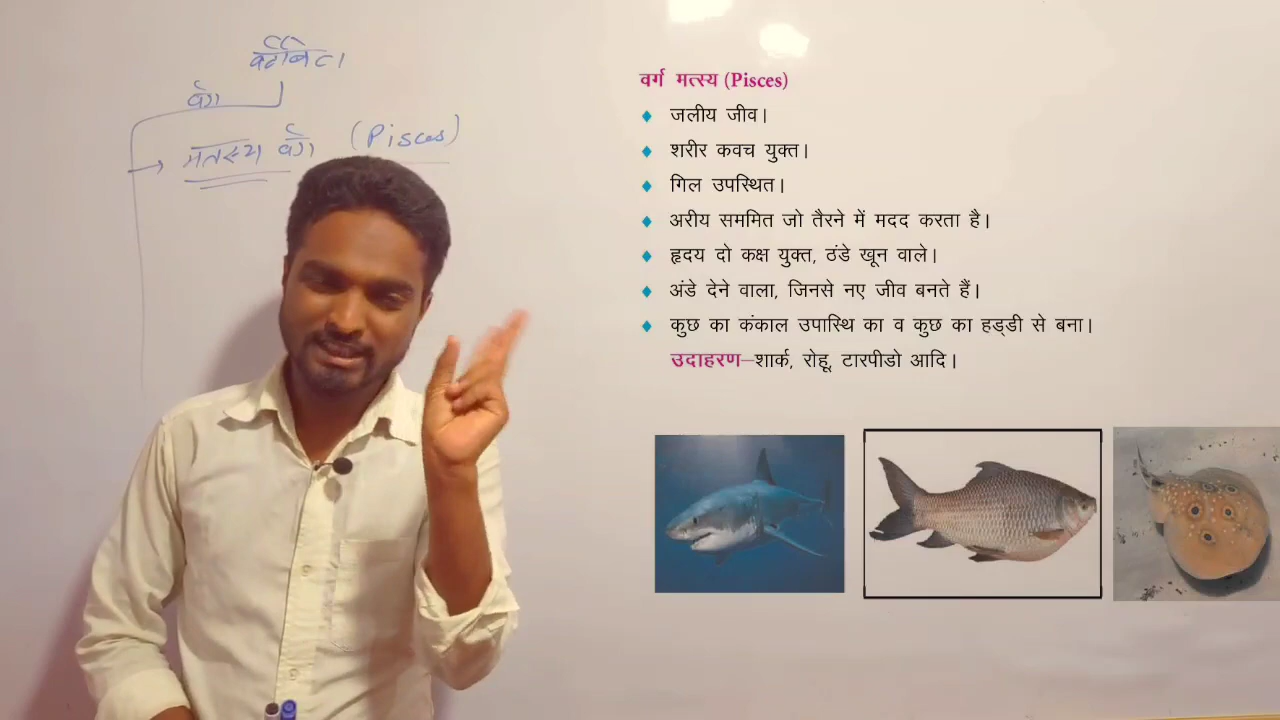 वर्टीब्रेटा
वर्ग
→ मतस्य वर्ग (Pisces)
वर्ग मत्स्य (Pisces)
♦ जलीय जीव।
♦ शरीर कवच युक्त।
♦ गिल उपस्थित।
♦ अरीय सममित जो तैरने में मदद करता है।
♦ हृदय दो कक्ष युक्त, ठंडे खून वाले।
♦ अंडे देने वाला, जिनसे नए जीव बनते हैं।
♦ कुछ का कंकाल उपास्थि का व कुछ का हड्डी से बना।
उदाहरण–शार्क, रोहू, टारपीडो आदि।